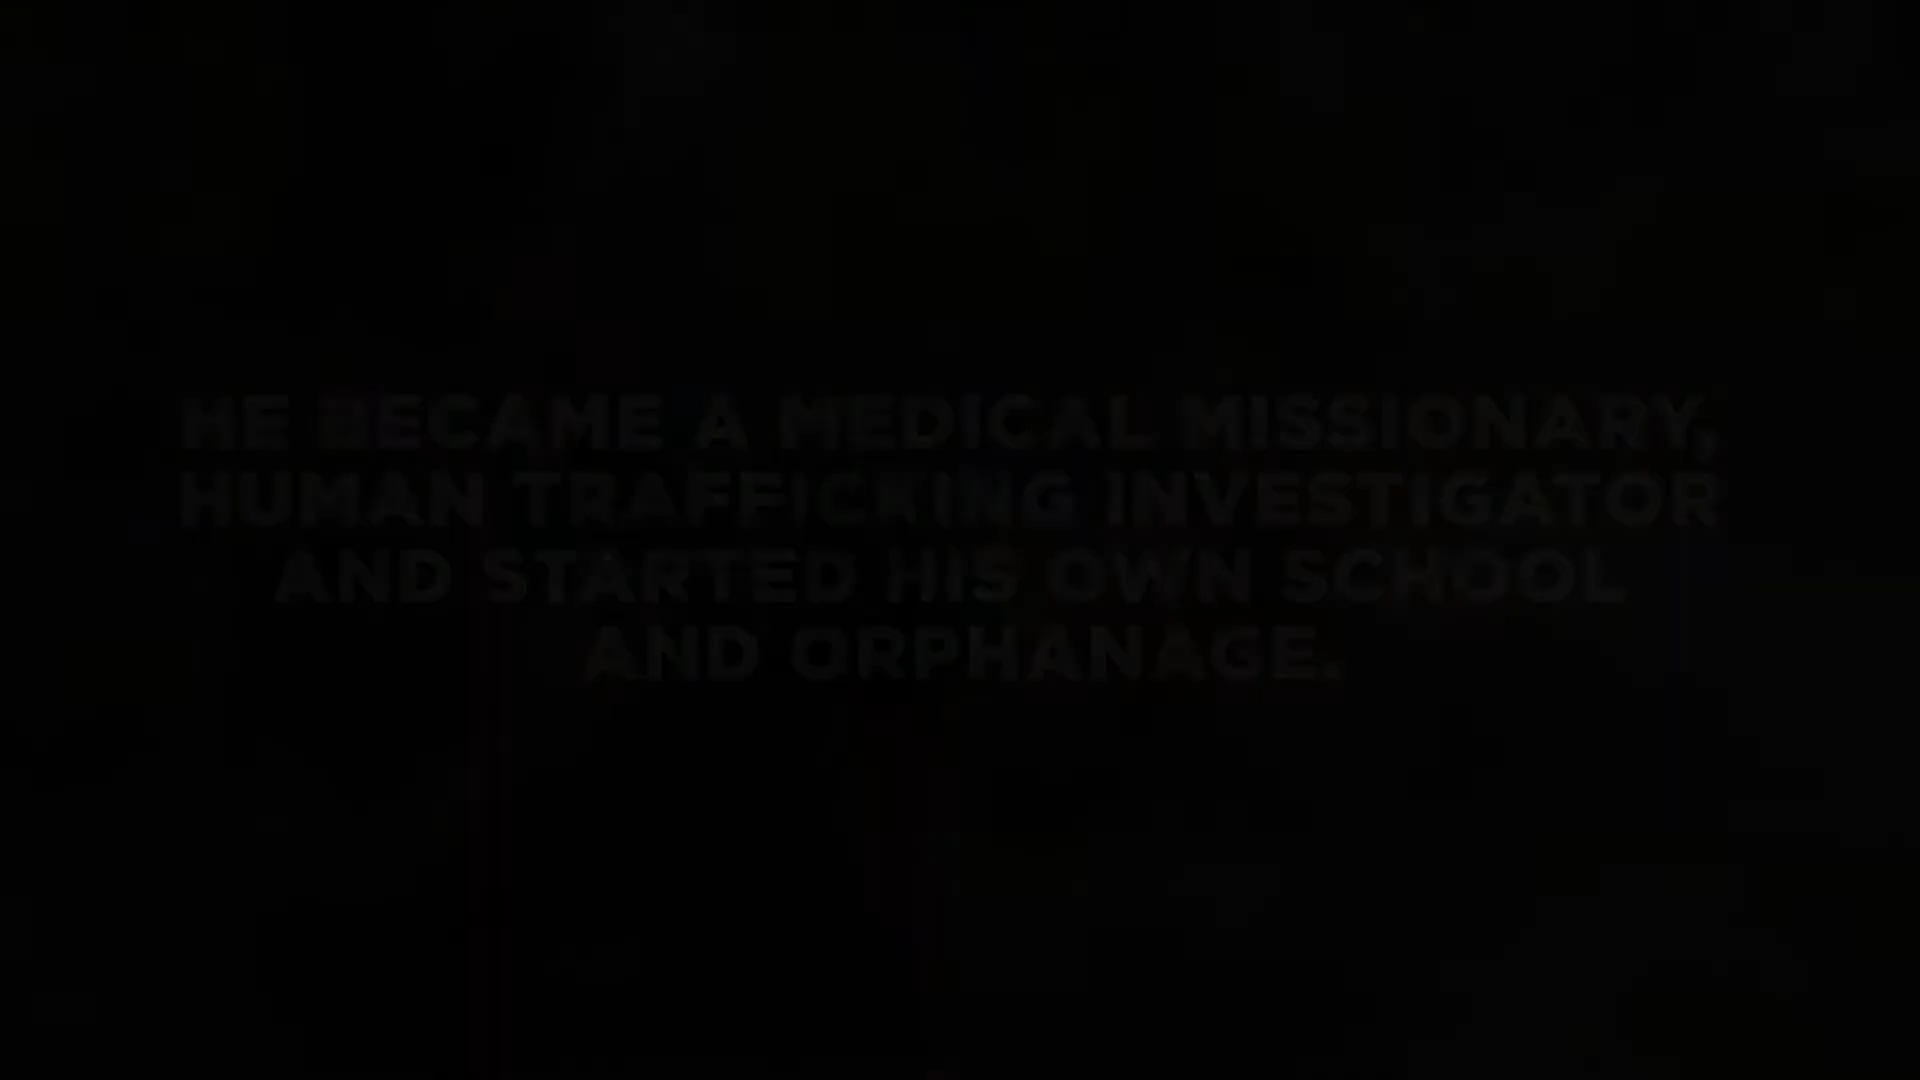 HE BECAME A MEDICAL MISSIONARY,
HUMAN TRAFFICKING INVESTIGATOR
AND STARTED HIS OWN SCHOOL
AND ORPHANAGE.